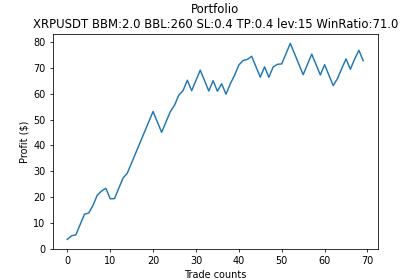 Portfolio
XRPUSDT BBM:2.0 BBL:260 SL:0.4 TP:0.4 lev:15 WinRatio:71.0
80
70
60
50
40
30
20
10
0
Profit ($)
0 10 20 30 40 50 60 70
Trade counts